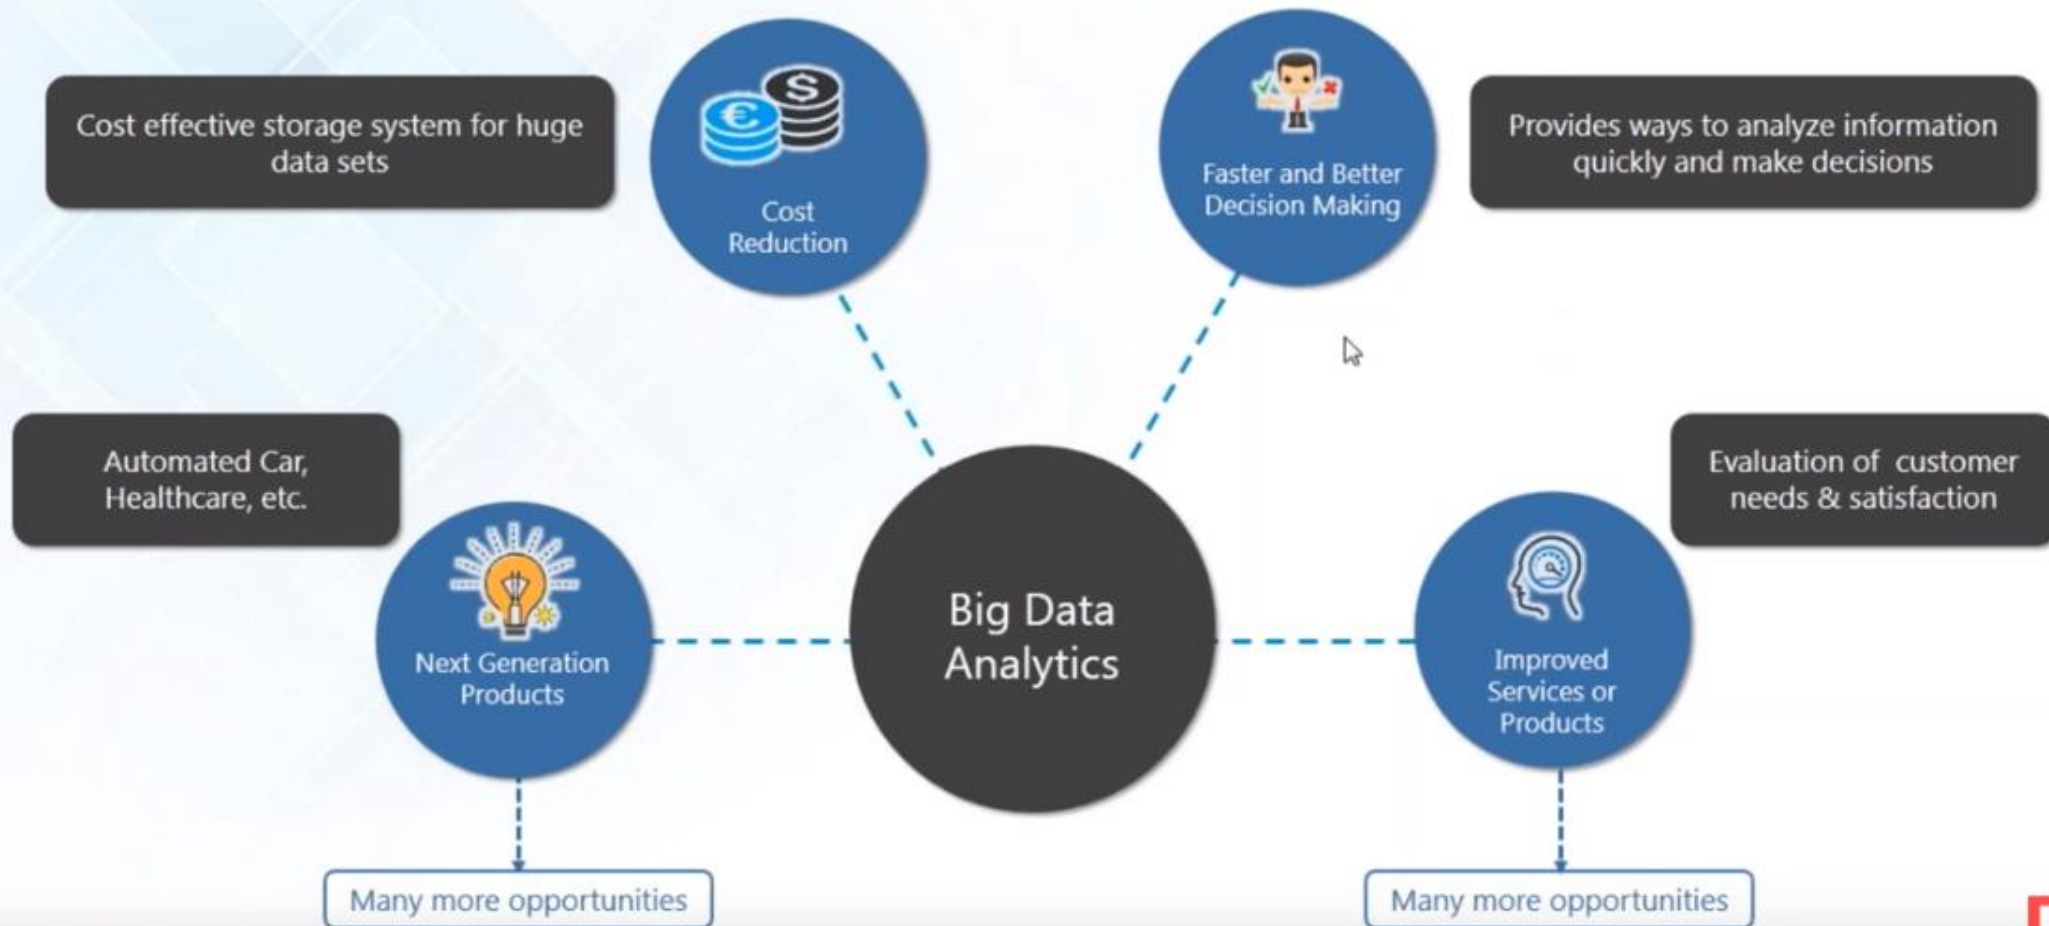 Cost effective storage system for huge
data sets
€
$
Cost
Reduction
Faster and Better
Decision Making
Provides ways to analyze information
quickly and make decisions
Automated Car,
Healthcare, etc.
Next Generation
Products
Big Data
Analytics
Evaluation of customer
needs & satisfaction
Improved
Services or
Products
Many more opportunities
Many more opportunities